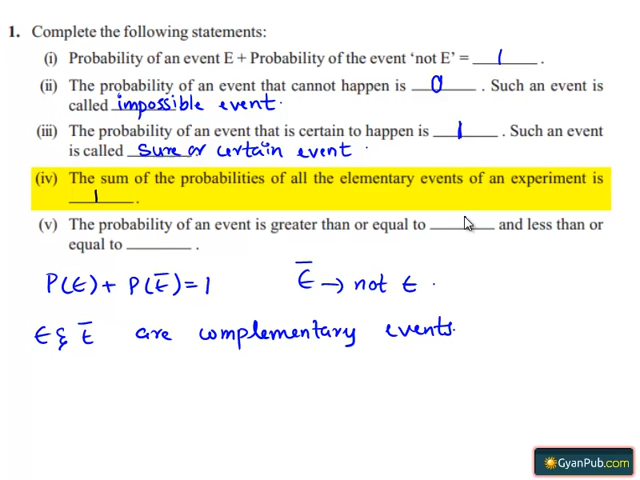 1. Complete the following statements:
(i) Probability of an event E + Probability of the event ‘not E’ = 1 .
(ii) The probability of an event that cannot happen is 0 . Such an event is
called impossible event.
(iii) The probability of an event that is certain to happen is 1 . Such an event
is called sure or certain event .
(iv) The sum of the probabilities of all the elementary events of an experiment is
1 .
(v) The probability of an event is greater than or equal to ________ and less than or
equal to ________ .
P(E) + P(E̅) = 1 E̅ → not E .
E & E̅ are complementary events.
GyanPub.com